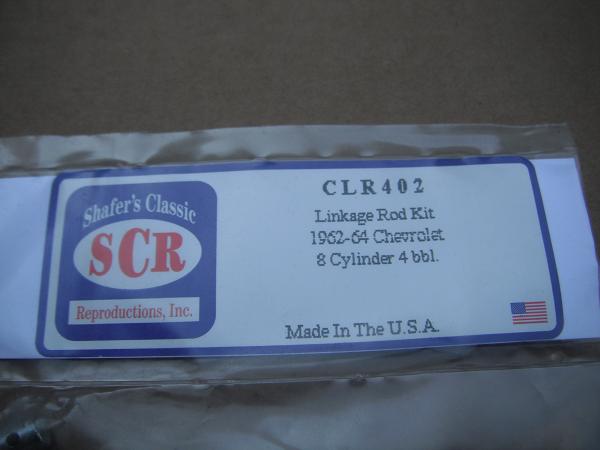 Shafer's Classic
SCR
Reproductions, Inc.
CLR402
Linkage Rod Kit
1962-64 Chevrolet
8 Cylinder 4 bbl.
Made In The U.S.A.